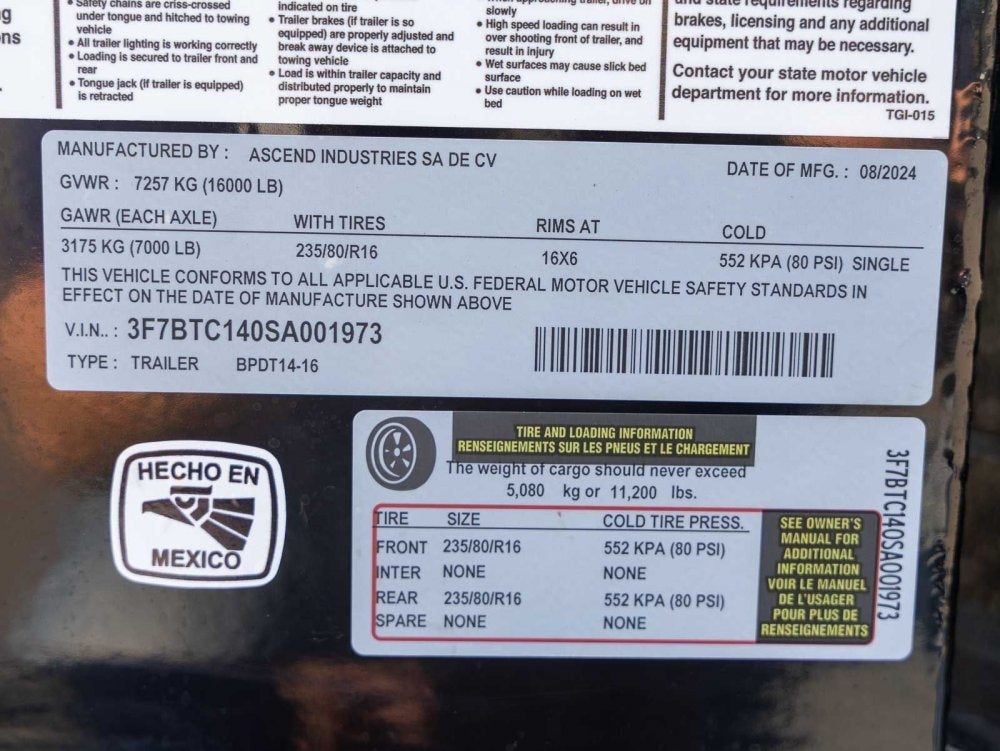 ng
ons
• Safety chains are criss-crossed
under tongue and hitched to towing
vehicle
• All trailer lighting is working correctly
• Loading is secured to trailer front and
rear
• Tongue jack (if trailer is equipped)
is retracted
indicated on tire
• Trailer brakes (if trailer is so
equipped) are properly adjusted and
break away device is attached to
towing vehicle
• Load is within trailer capacity and
distributed properly to maintain
proper tongue weight
slowly
• High speed loading can result in
over shooting front of trailer, and
result in injury
• Wet surfaces may cause slick bed
surface
• Use caution while loading on wet
bed
and state requirements regarding
brakes, licensing and any additional
equipment that may be necessary.
Contact your state motor vehicle
department for more information.
TGI-015
MANUFACTURED BY : ASCEND INDUSTRIES SA DE CV DATE OF MFG. : 08/2024
GVWR : 7257 KG (16000 LB)
GAWR (EACH AXLE) WITH TIRES RIMS AT COLD
3175 KG (7000 LB) 235/80/R16 16X6 552 KPA (80 PSI) SINGLE
THIS VEHICLE CONFORMS TO ALL APPLICABLE U.S. FEDERAL MOTOR VEHICLE SAFETY STANDARDS IN
EFFECT ON THE DATE OF MANUFACTURE SHOWN ABOVE
V.I.N.. : 3F7BTC140SA001973
TYPE : TRAILER BPDT14-16
HECHO EN
MEXICO
TIRE AND LOADING INFORMATION
RENSEIGNEMENTS SUR LES PNEUS ET LE CHARGEMENT
The weight of cargo should never exceed
5,080 kg or 11,200 lbs.
TIRE SIZE COLD TIRE PRESS.
FRONT 235/80/R16 552 KPA (80 PSI)
INTER NONE NONE
REAR 235/80/R16 552 KPA (80 PSI)
SPARE NONE NONE
SEE OWNER'S
MANUAL FOR
ADDITIONAL
INFORMATION
VOIR LE MANUEL
DE L'USAGER
POUR PLUS DE
RENSEIGNEMENTS
3F7BTC140SA001973